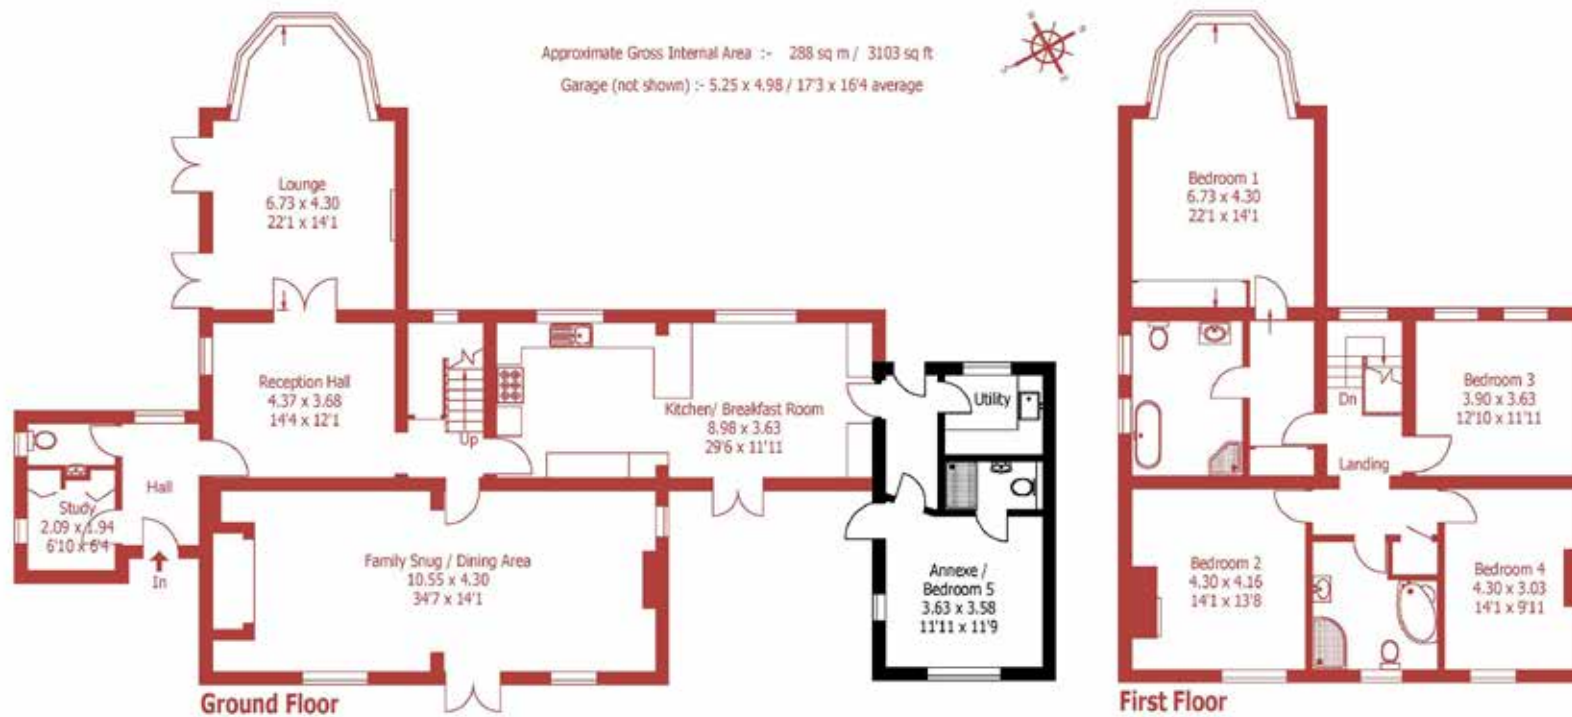 Approximate Gross Internal Area :- 288 sq m / 3103 sq ft
Garage (not shown) :- 5.25 x 4.98 / 17'3 x 16'4 average
Lounge
6.73 x 4.30
22'1 x 14'1
Reception Hall
4.37 x 3.68
14'4 x 12'1
Up
Kitchen/ Breakfast Room
8.98 x 3.63
29'6 x 11'11
Utility
Hall
Study
2.09 x 1.94
6'10 x 6'4
In
Family Snug / Dining Area
10.55 x 4.30
34'7 x 14'1
Annexe /
Bedroom 5
3.63 x 3.58
11'11 x 11'9
Ground Floor
Bedroom 1
6.73 x 4.30
22'1 x 14'1
Dn
Bedroom 3
3.90 x 3.63
12'10 x 11'11
Landing
Bedroom 2
4.30 x 4.16
14'1 x 13'8
Bedroom 4
4.30 x 3.03
14'1 x 9'11
First Floor